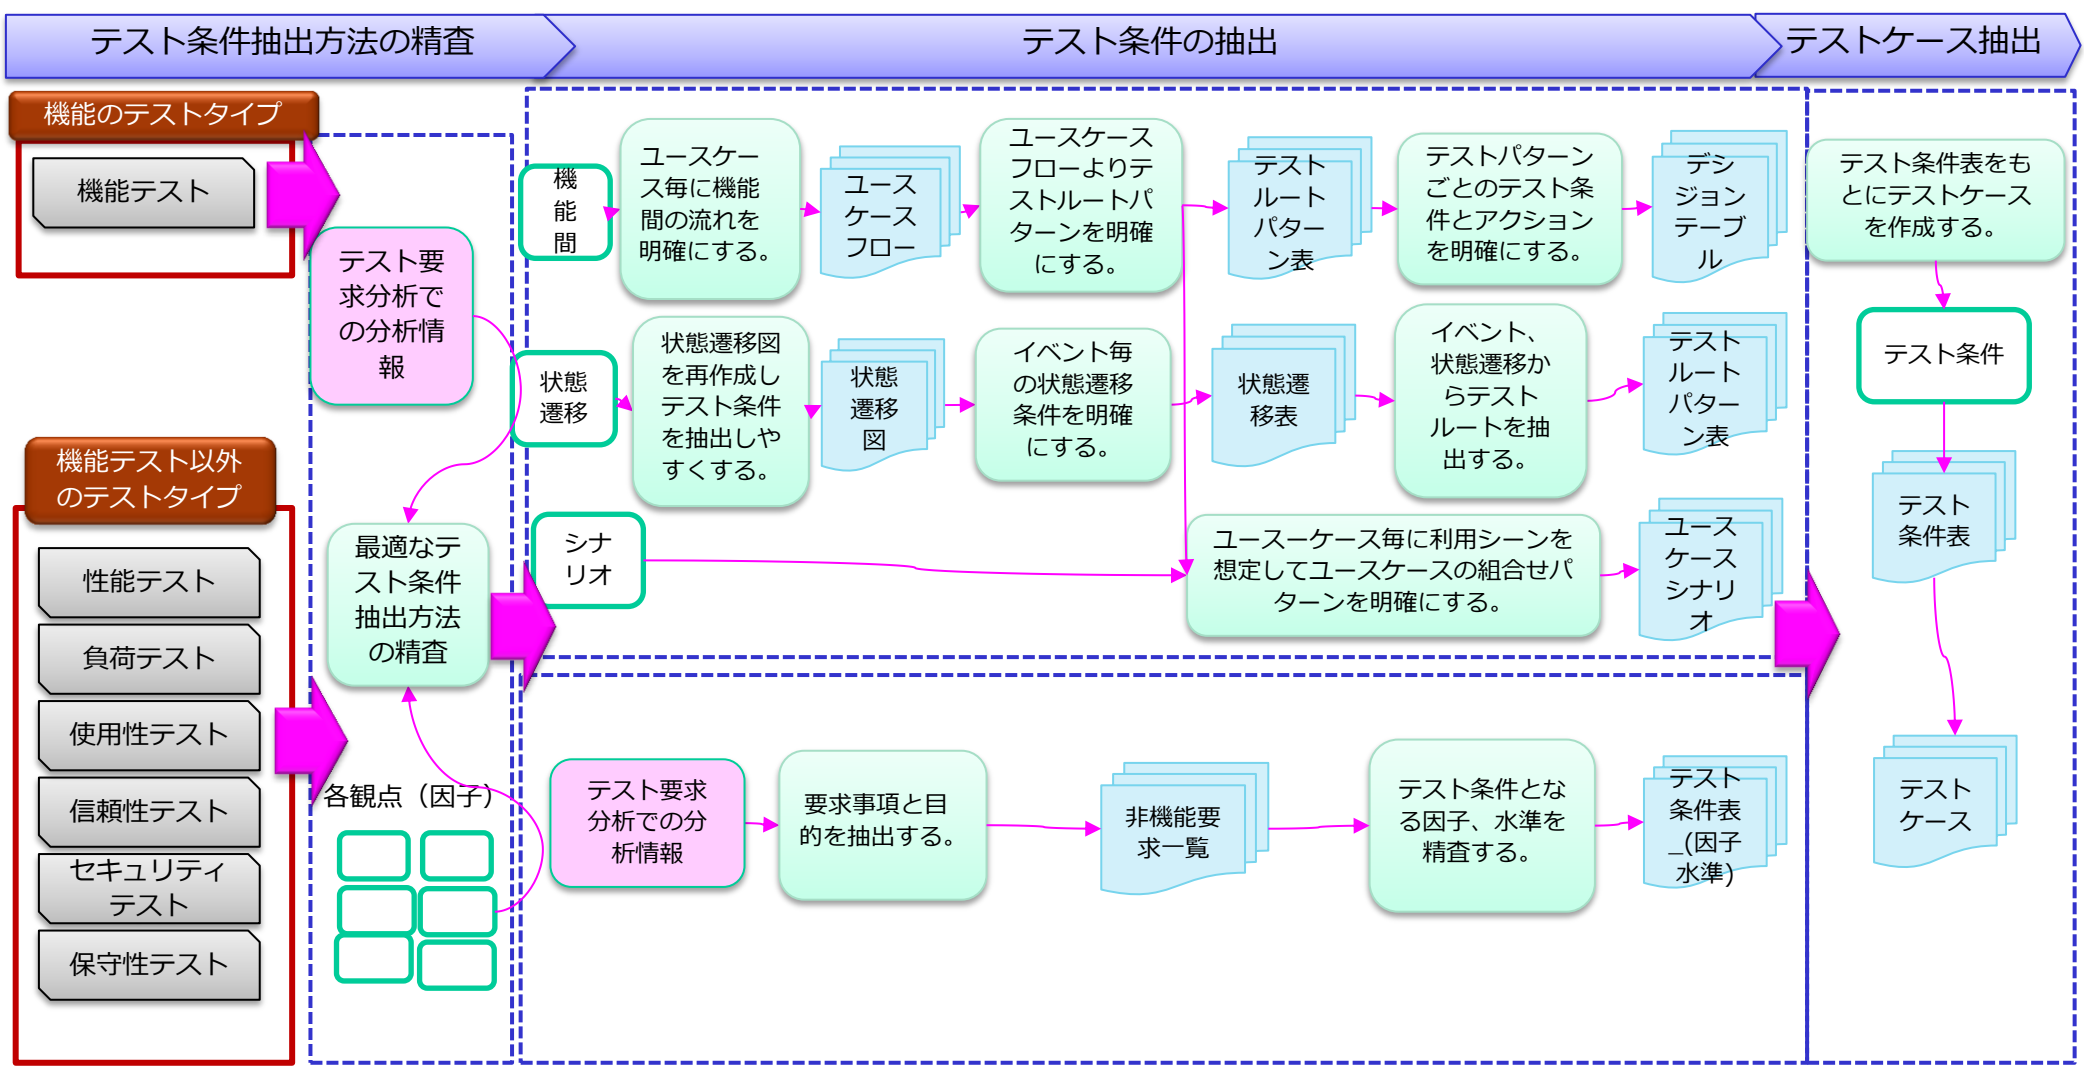 テスト条件抽出方法の精査
テスト条件の抽出
テストケース抽出
機能のテストタイプ
機能テスト
テスト要
求分析で
の分析情
報
機能テスト以外
のテストタイプ
性能テスト
負荷テスト
使用性テスト
信頼性テスト
セキュリティ
テスト
保守性テスト
最適なテ
スト条件
抽出方法
の精査
各観点（因子）
機
能
間
ユースケー
ス毎に機能
間の流れを
明確にする。
ユース
ケース
フロー
ユースケース
フローよりテ
ストルートパ
ターンを明確
にする。
テスト
ルート
パター
ン表
テストパターン
ごとのテスト条
件とアクション
を明確にする。
デシ
ジョン
テーブ
ル
状態
遷移
状態遷移図
を再作成し
テスト条件
を抽出しや
すくする。
状態
遷移
図
イベント毎
の状態遷移
条件を明確
にする。
状態遷
移表
イベント、
状態遷移か
らテスト
ルートを抽
出する。
テスト
ルート
パター
ン表
シナ
リオ
ユースーケース毎に利用シーンを
想定してユースケースの組合せパ
ターンを明確にする。
ユース
ケース
シナリ
オ
テスト要求
分析での分
析情報
要求事項と目
的を抽出する。
非機能要
求一覧
テスト条件とな
る因子、水準を
精査する。
テスト
条件表
_(因子
水準)
テスト条件表をも
とにテストケース
を作成する。
テスト条件
テスト
条件表
テスト
ケース